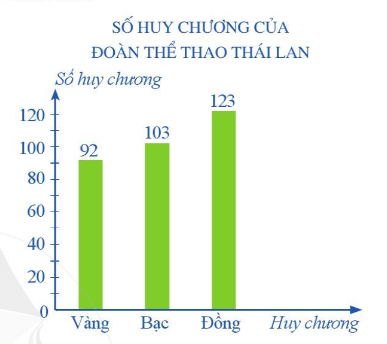 SỐ HUY CHƯƠNG CỦA
ĐOÀN THỂ THAO THÁI LAN
Số huy chương
123
120
103
100
92
80
60
40
20
0
Vàng Bạc Đồng Huy chương